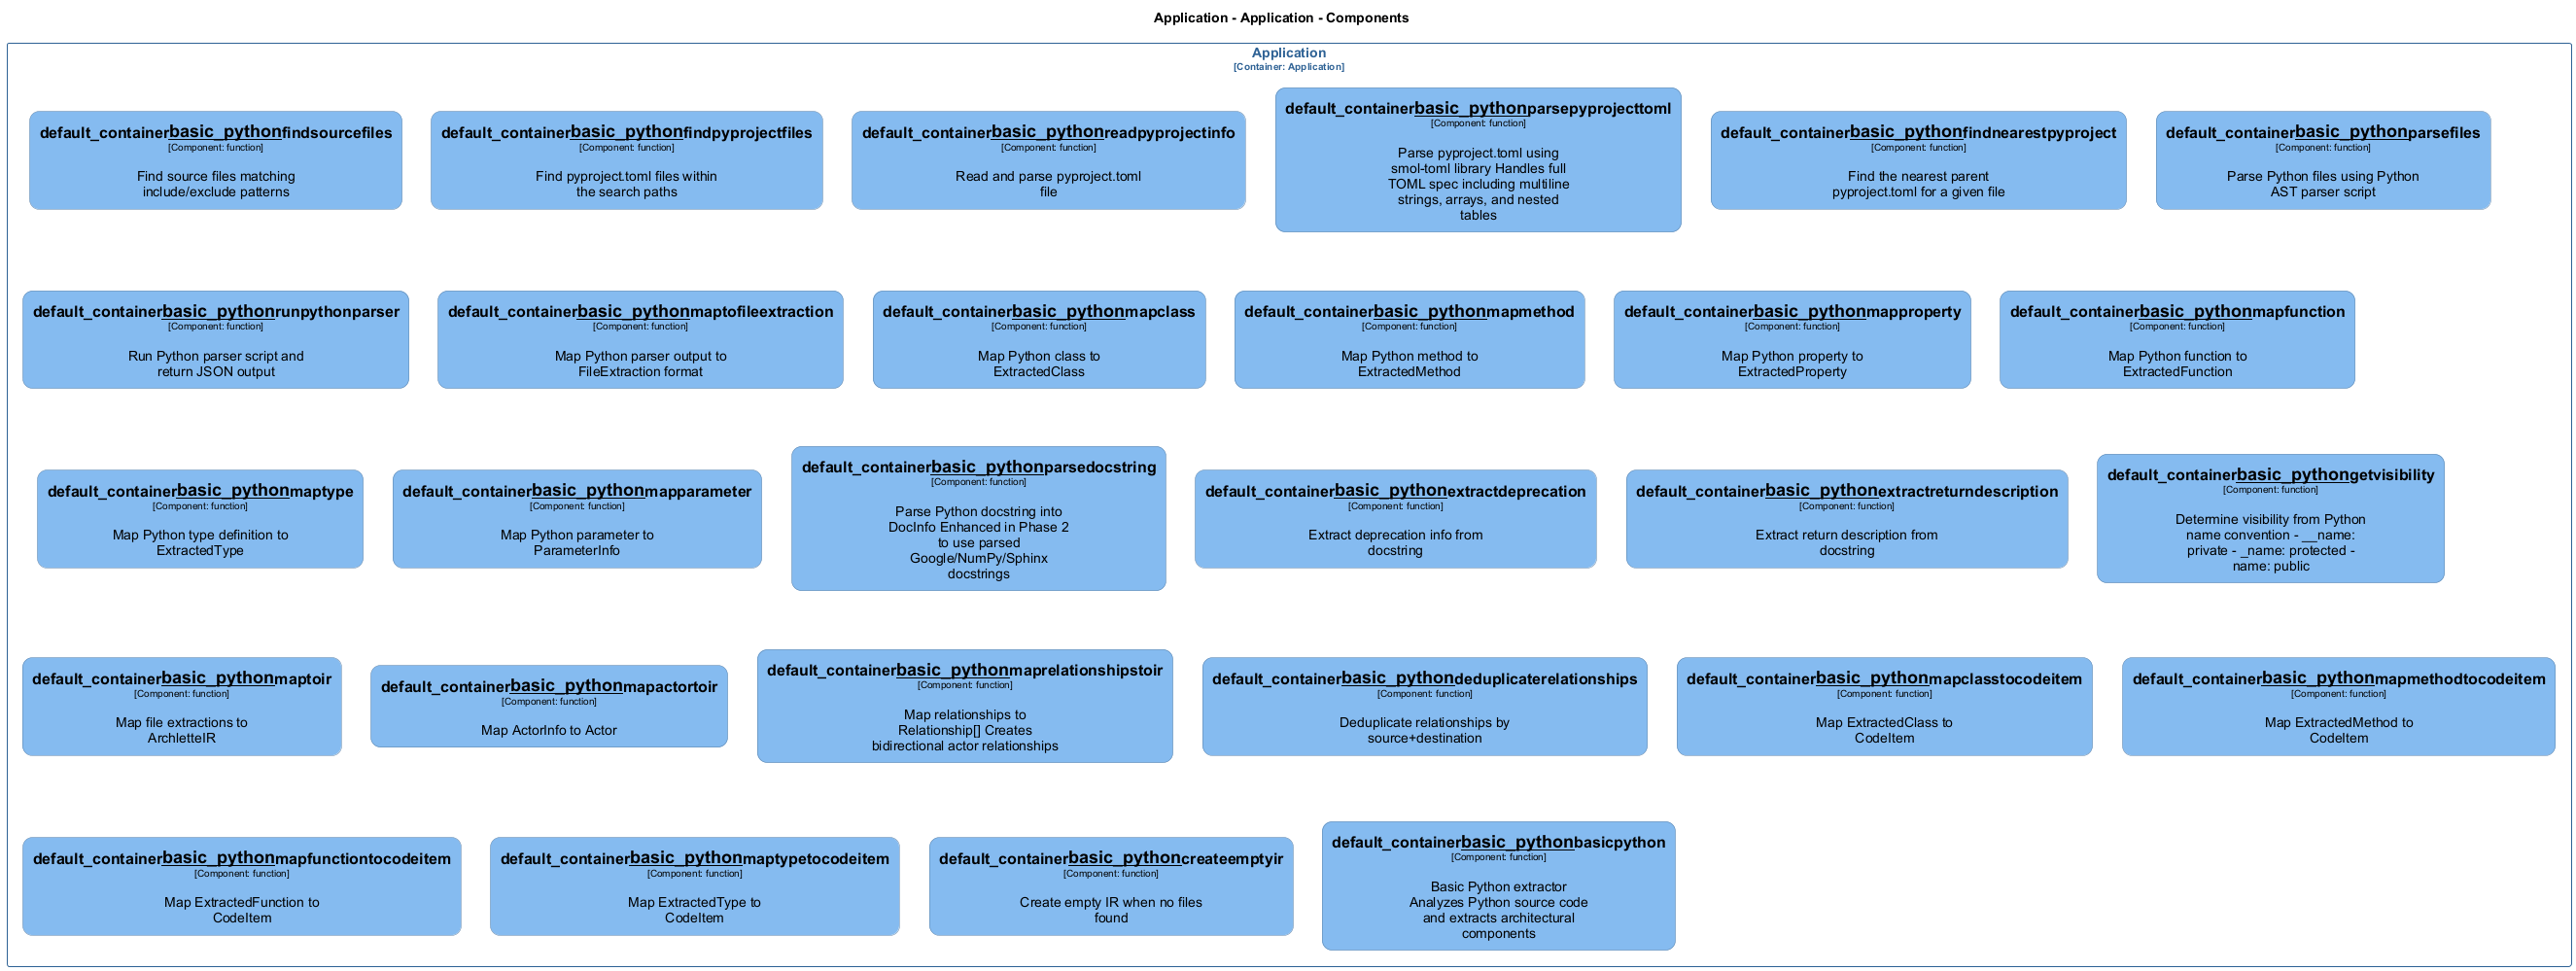 Application - Application - Components
Application
[Container: Application]
default_containerbasic_pythonfindsourcefiles
[Component: function]
Find source files matching
include/exclude patterns
default_containerbasic_pythonfindpyprojectfiles
[Component: function]
Find pyproject.toml files within
the search paths
default_containerbasic_pythonreadpyprojectinfo
[Component: function]
Read and parse pyproject.toml
file
default_containerbasic_pythonparsepyprojecttoml
[Component: function]
Parse pyproject.toml using
smol-toml library Handles full
TOML spec including multiline
strings, arrays, and nested
tables
default_containerbasic_pythonfindnearestpyproject
[Component: function]
Find the nearest parent
pyproject.toml for a given file
default_containerbasic_pythonparsefiles
[Component: function]
Parse Python files using Python
AST parser script
default_containerbasic_pythonrunpythonparser
[Component: function]
Run Python parser script and
return JSON output
default_containerbasic_pythonmaptofileextraction
[Component: function]
Map Python parser output to
FileExtraction format
default_containerbasic_pythonmapclass
[Component: function]
Map Python class to
ExtractedClass
default_containerbasic_pythonmapmethod
[Component: function]
Map Python method to
ExtractedMethod
default_containerbasic_pythonmapproperty
[Component: function]
Map Python property to
ExtractedProperty
default_containerbasic_pythonmapfunction
[Component: function]
Map Python function to
ExtractedFunction
default_containerbasic_pythonmaptype
[Component: function]
Map Python type definition to
ExtractedType
default_containerbasic_pythonmapparameter
[Component: function]
Map Python parameter to
ParameterInfo
default_containerbasic_pythonparsedocstring
[Component: function]
Parse Python docstring into
DocInfo Enhanced in Phase 2
to use parsed
Google/NumPy/Sphinx
docstrings
default_containerbasic_pythonextractdeprecation
[Component: function]
Extract deprecation info from
docstring
default_containerbasic_pythonextractreturndescription
[Component: function]
Extract return description from
docstring
default_containerbasic_pythongetvisibility
[Component: function]
Determine visibility from Python
name convention - __name:
private - _name: protected -
name: public
default_containerbasic_pythonmaptoir
[Component: function]
Map file extractions to
ArchletteIR
default_containerbasic_pythonmapactortoir
[Component: function]
Map ActorInfo to Actor
default_containerbasic_pythonmaprelationshipstoir
[Component: function]
Map relationships to
Relationship[] Creates
bidirectional actor relationships
default_containerbasic_pythondeduplicaterelationships
[Component: function]
Deduplicate relationships by
source+destination
default_containerbasic_pythonmapclasstocodeitem
[Component: function]
Map ExtractedClass to
CodeItem
default_containerbasic_pythonmapmethodtocodeitem
[Component: function]
Map ExtractedMethod to
CodeItem
default_containerbasic_pythonmapfunctiontocodeitem
[Component: function]
Map ExtractedFunction to
CodeItem
default_containerbasic_pythonmaptypetocodeitem
[Component: function]
Map ExtractedType to
CodeItem
default_containerbasic_pythoncreateemptyir
[Component: function]
Create empty IR when no files
found
default_containerbasic_pythonbasicpython
[Component: function]
Basic Python extractor
Analyzes Python source code
and extracts architectural
components